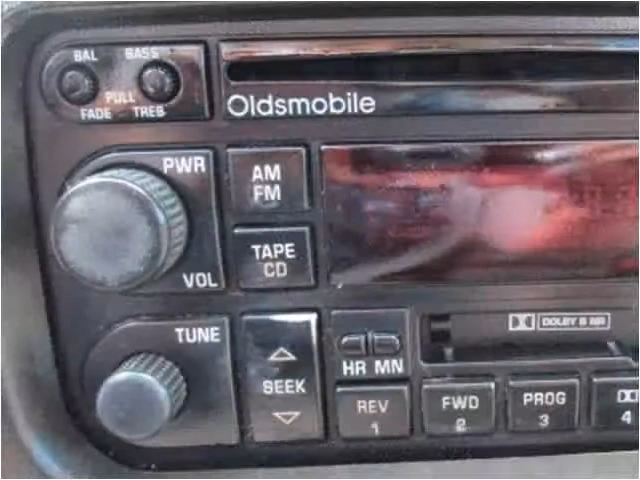 BAL BASS
PULL
FADE TREB
Oldsmobile
PWR
VOL
AM
FM
TAPE
CD
TUNE
SEEK
HR MN
DOLBY B NR
REV
1
FWD
2
PROG
3
4